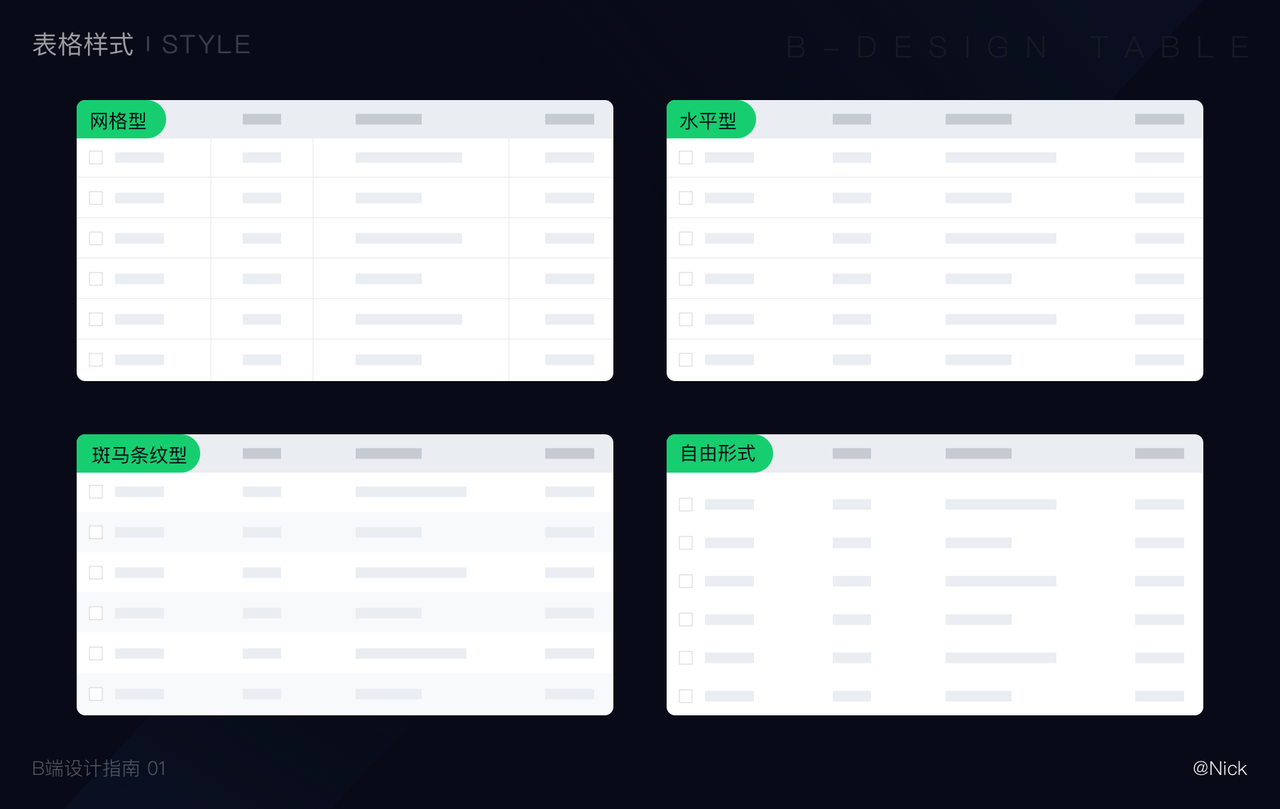 表格样式 | STYLE
B-DESIGN TABLE
网格型
水平型
斑马条纹型
自由形式
B端设计指南 01
@Nick